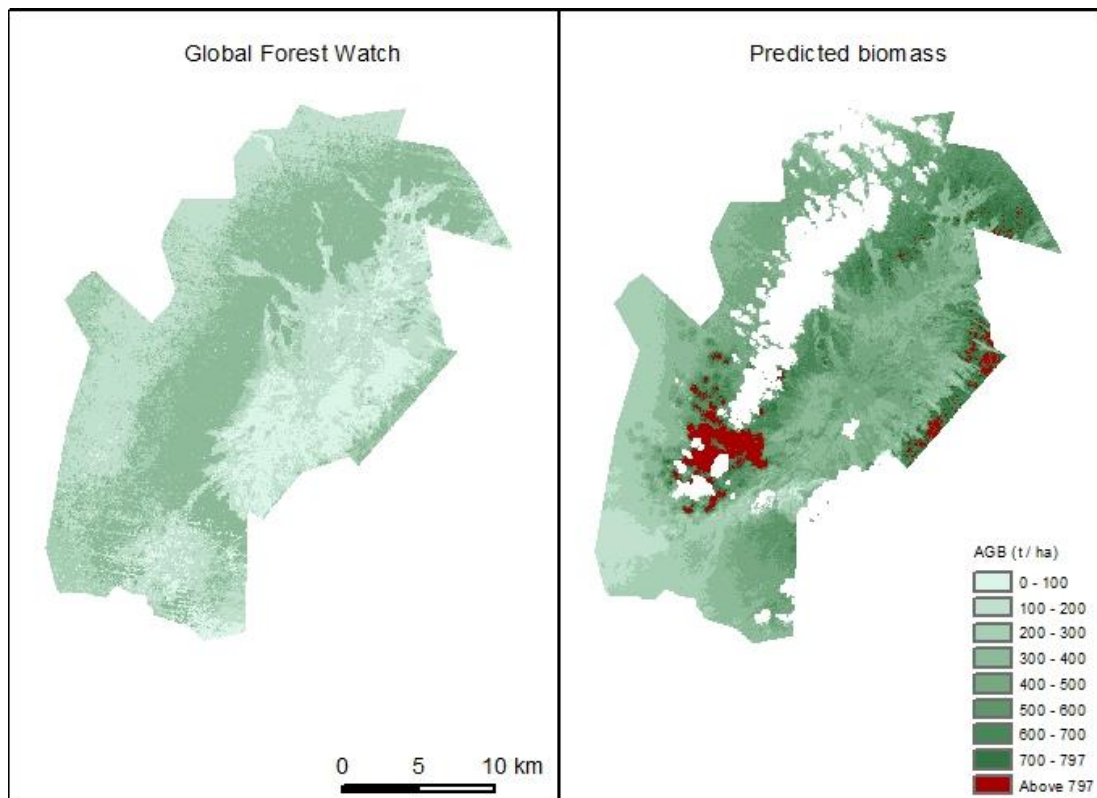 Global Forest Watch
Predicted biomass
0 5 10 km
AGB (t / ha)
0 - 100
100 - 200
200 - 300
300 - 400
400 - 500
500 - 600
600 - 700
700 - 797
Above 797